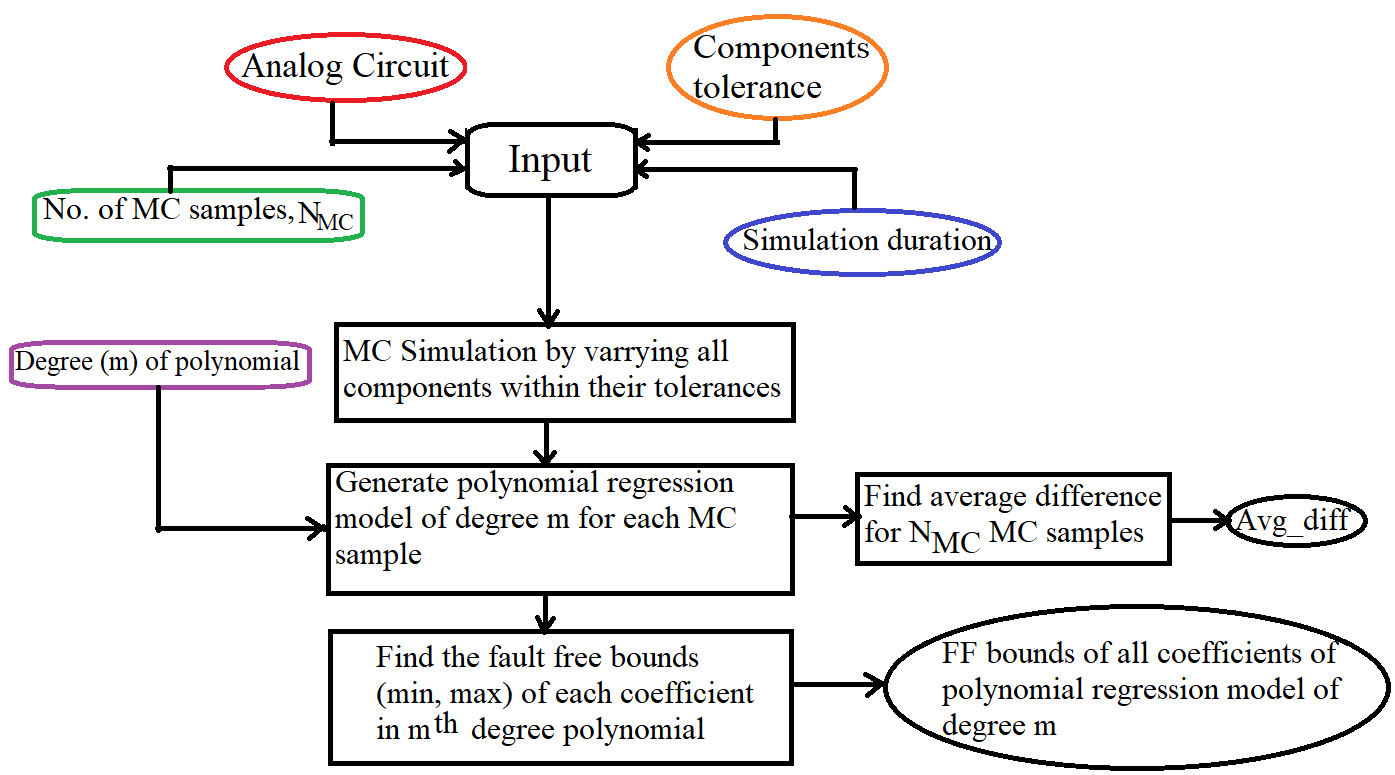 Analog Circuit
Components
tolerance
Input
No. of MC samples, NMC
Simulation duration
Degree (m) of polynomial
MC Simulation by varrying all
components within their tolerances
Generate polynomial regression
model of degree m for each MC
sample
Find average difference
for NMC MC samples
Avg_diff
Find the fault free bounds
(min, max) of each coefficient
in mth degree polynomial
FF bounds of all coefficients of
polynomial regression model of
degree m